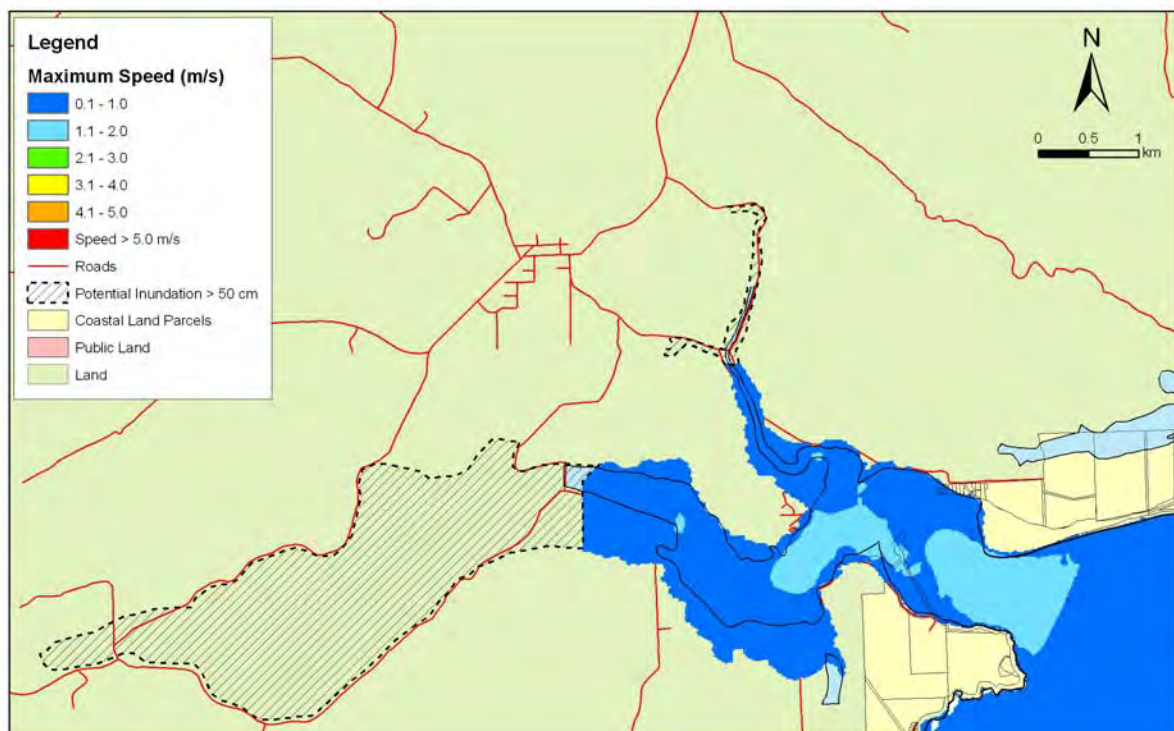 Legend
Maximum Speed (m/s)
0.1 - 1.0
1.1 - 2.0
2.1 - 3.0
3.1 - 4.0
4.1 - 5.0
Speed > 5.0 m/s
Roads
Potential Inundation > 50 cm
Coastal Land Parcels
Public Land
Land
N
0 0.5 1
km